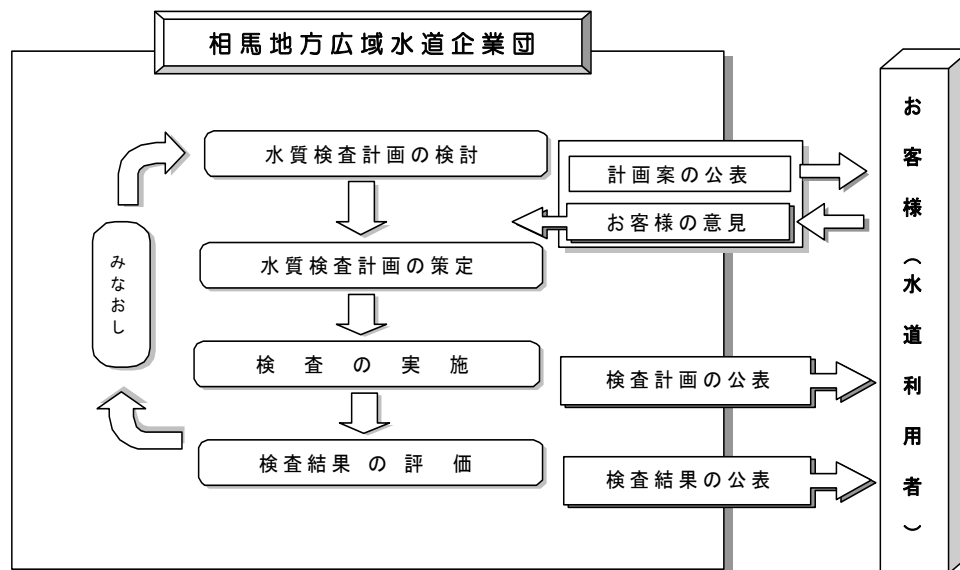 相馬地方広域水道企業団
水質検査計画の検討
計画案の公表
お客様の意見
水質検査計画の策定
みなおし
検査の実施
検査計画の公表
検査結果の評価
検査結果の公表
お客様（水道利用者）